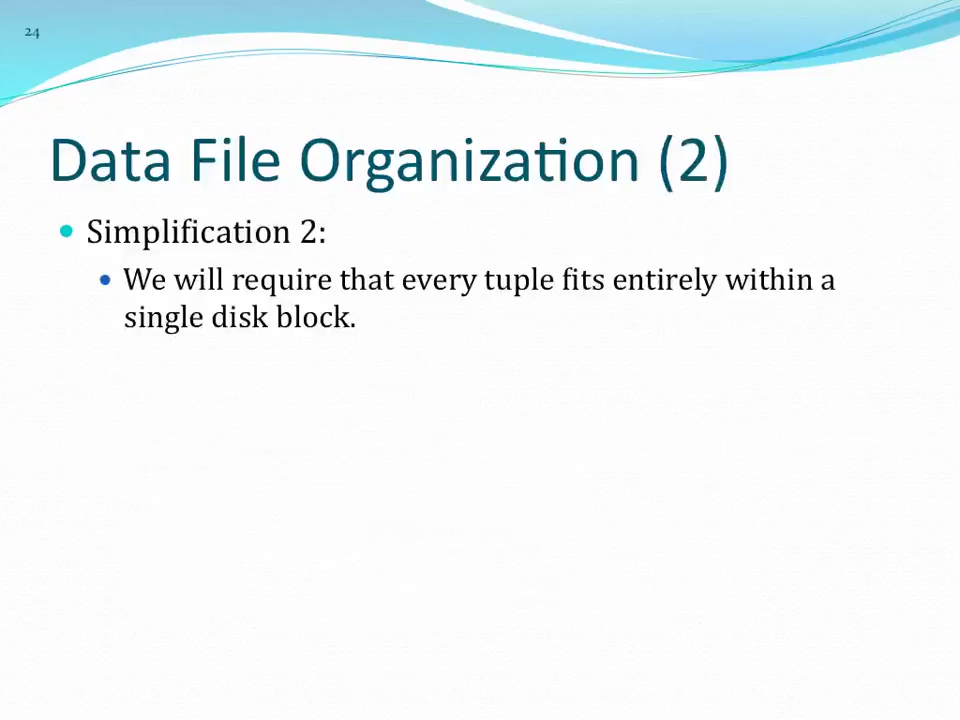 24
Data File Organization (2)
• Simplification 2:
• We will require that every tuple fits entirely within a
single disk block.